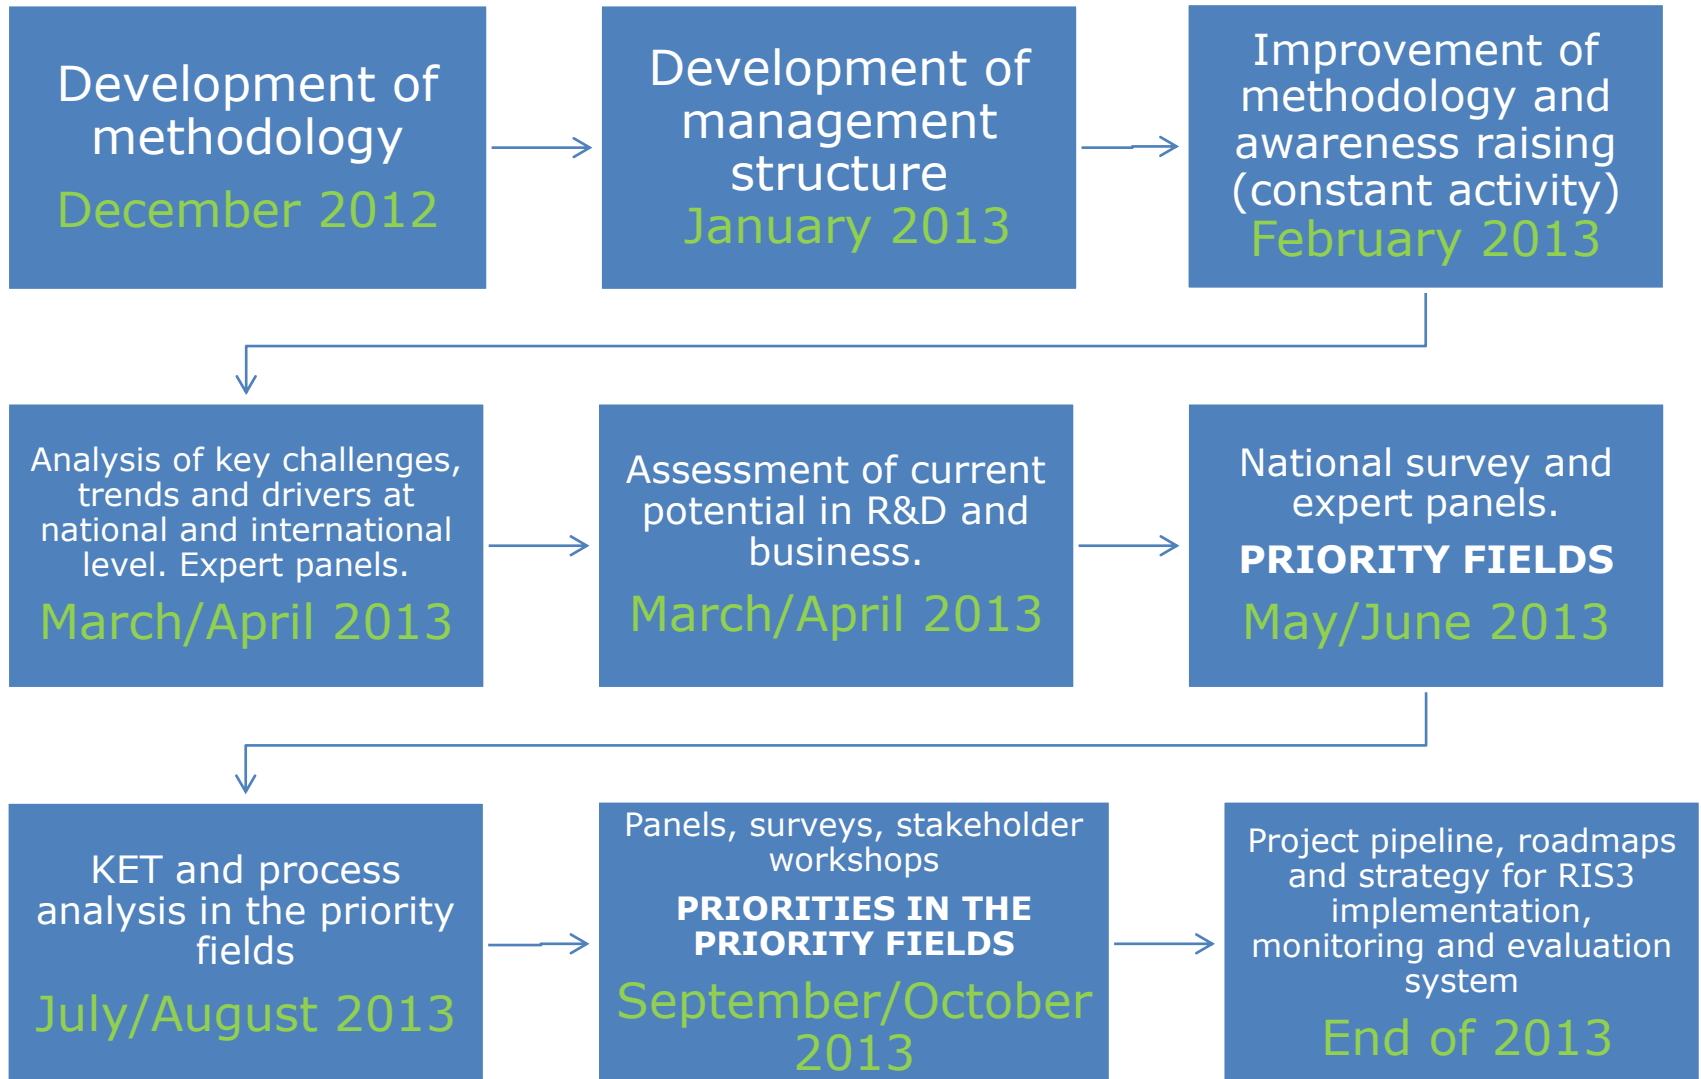 Development of
methodology
December 2012
Development of
management
structure
January 2013
Improvement of
methodology and
awareness raising
(constant activity)
February 2013
Analysis of key challenges,
trends and drivers at
national and international
level. Expert panels.
March/April 2013
Assessment of current
potential in R&D and
business.
March/April 2013
National survey and
expert panels.
PRIORITY FIELDS
May/June 2013
KET and process
analysis in the priority
fields
July/August 2013
Panels, surveys, stakeholder
workshops
PRIORITIES IN THE
PRIORITY FIELDS
September/October
2013
Project pipeline, roadmaps
and strategy for RIS3
implementation,
monitoring and evaluation
system
End of 2013